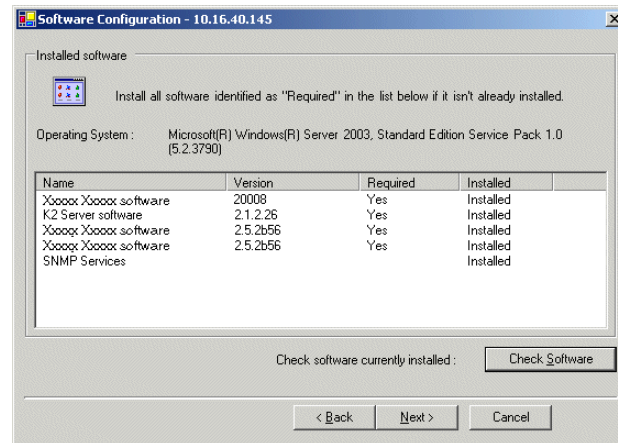 Software Configuration - 10.16.40.145
Installed software
Install all software identified as "Required" in the list below if it isn't already installed.
Operating System : Microsoft(R) Windows(R) Server 2003, Standard Edition Service Pack 1.0
(5.2.3790)
Name Version Required Installed
Xxxxx Xxxxx software 20008 Yes Installed
K2 Server software 2.1.2.26 Yes Installed
Xxxxx Xxxxx software 2.5.2b56 Yes Installed
Xxxxx Xxxxx software 2.5.2b56 Yes Installed
SNMP Services Installed
Check software currently installed : Check Software
< Back Next > Cancel